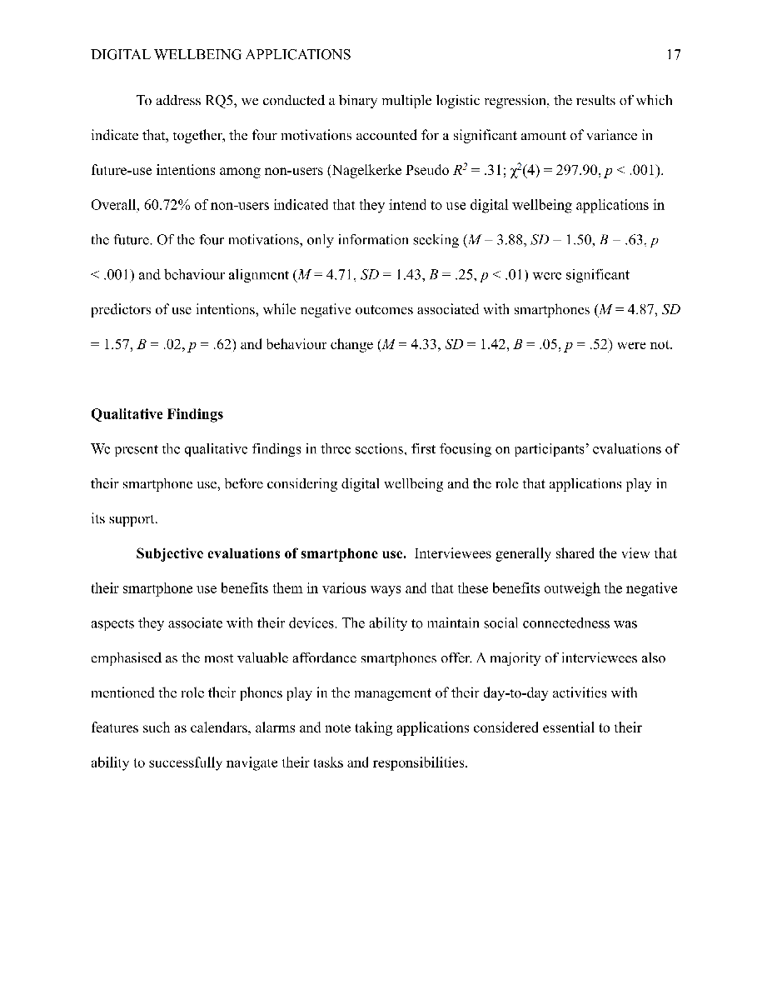 DIGITAL WELLBEING APPLICATIONS 17
To address RQ5, we conducted a binary multiple logistic regression, the results of which
indicate that, together, the four motivations accounted for a significant amount of variance in
future-use intentions among non-users (Nagelkerke Pseudo R² = .31; χ²(4) = 297.90, p < .001).
Overall, 60.72% of non-users indicated that they intend to use digital wellbeing applications in
the future. Of the four motivations, only information seeking (M = 3.88, SD = 1.50, B = .63, p
< .001) and behaviour alignment (M = 4.71, SD = 1.43, B = .25, p < .01) were significant
predictors of use intentions, while negative outcomes associated with smartphones (M = 4.87, SD
= 1.57, B = .02, p = .62) and behaviour change (M = 4.33, SD = 1.42, B = .05, p = .52) were not.
Qualitative Findings
We present the qualitative findings in three sections, first focusing on participants’ evaluations of
their smartphone use, before considering digital wellbeing and the role that applications play in
its support.
Subjective evaluations of smartphone use. Interviewees generally shared the view that
their smartphone use benefits them in various ways and that these benefits outweigh the negative
aspects they associate with their devices. The ability to maintain social connectedness was
emphasised as the most valuable affordance smartphones offer. A majority of interviewees also
mentioned the role their phones play in the management of their day-to-day activities with
features such as calendars, alarms and note taking applications considered essential to their
ability to successfully navigate their tasks and responsibilities.